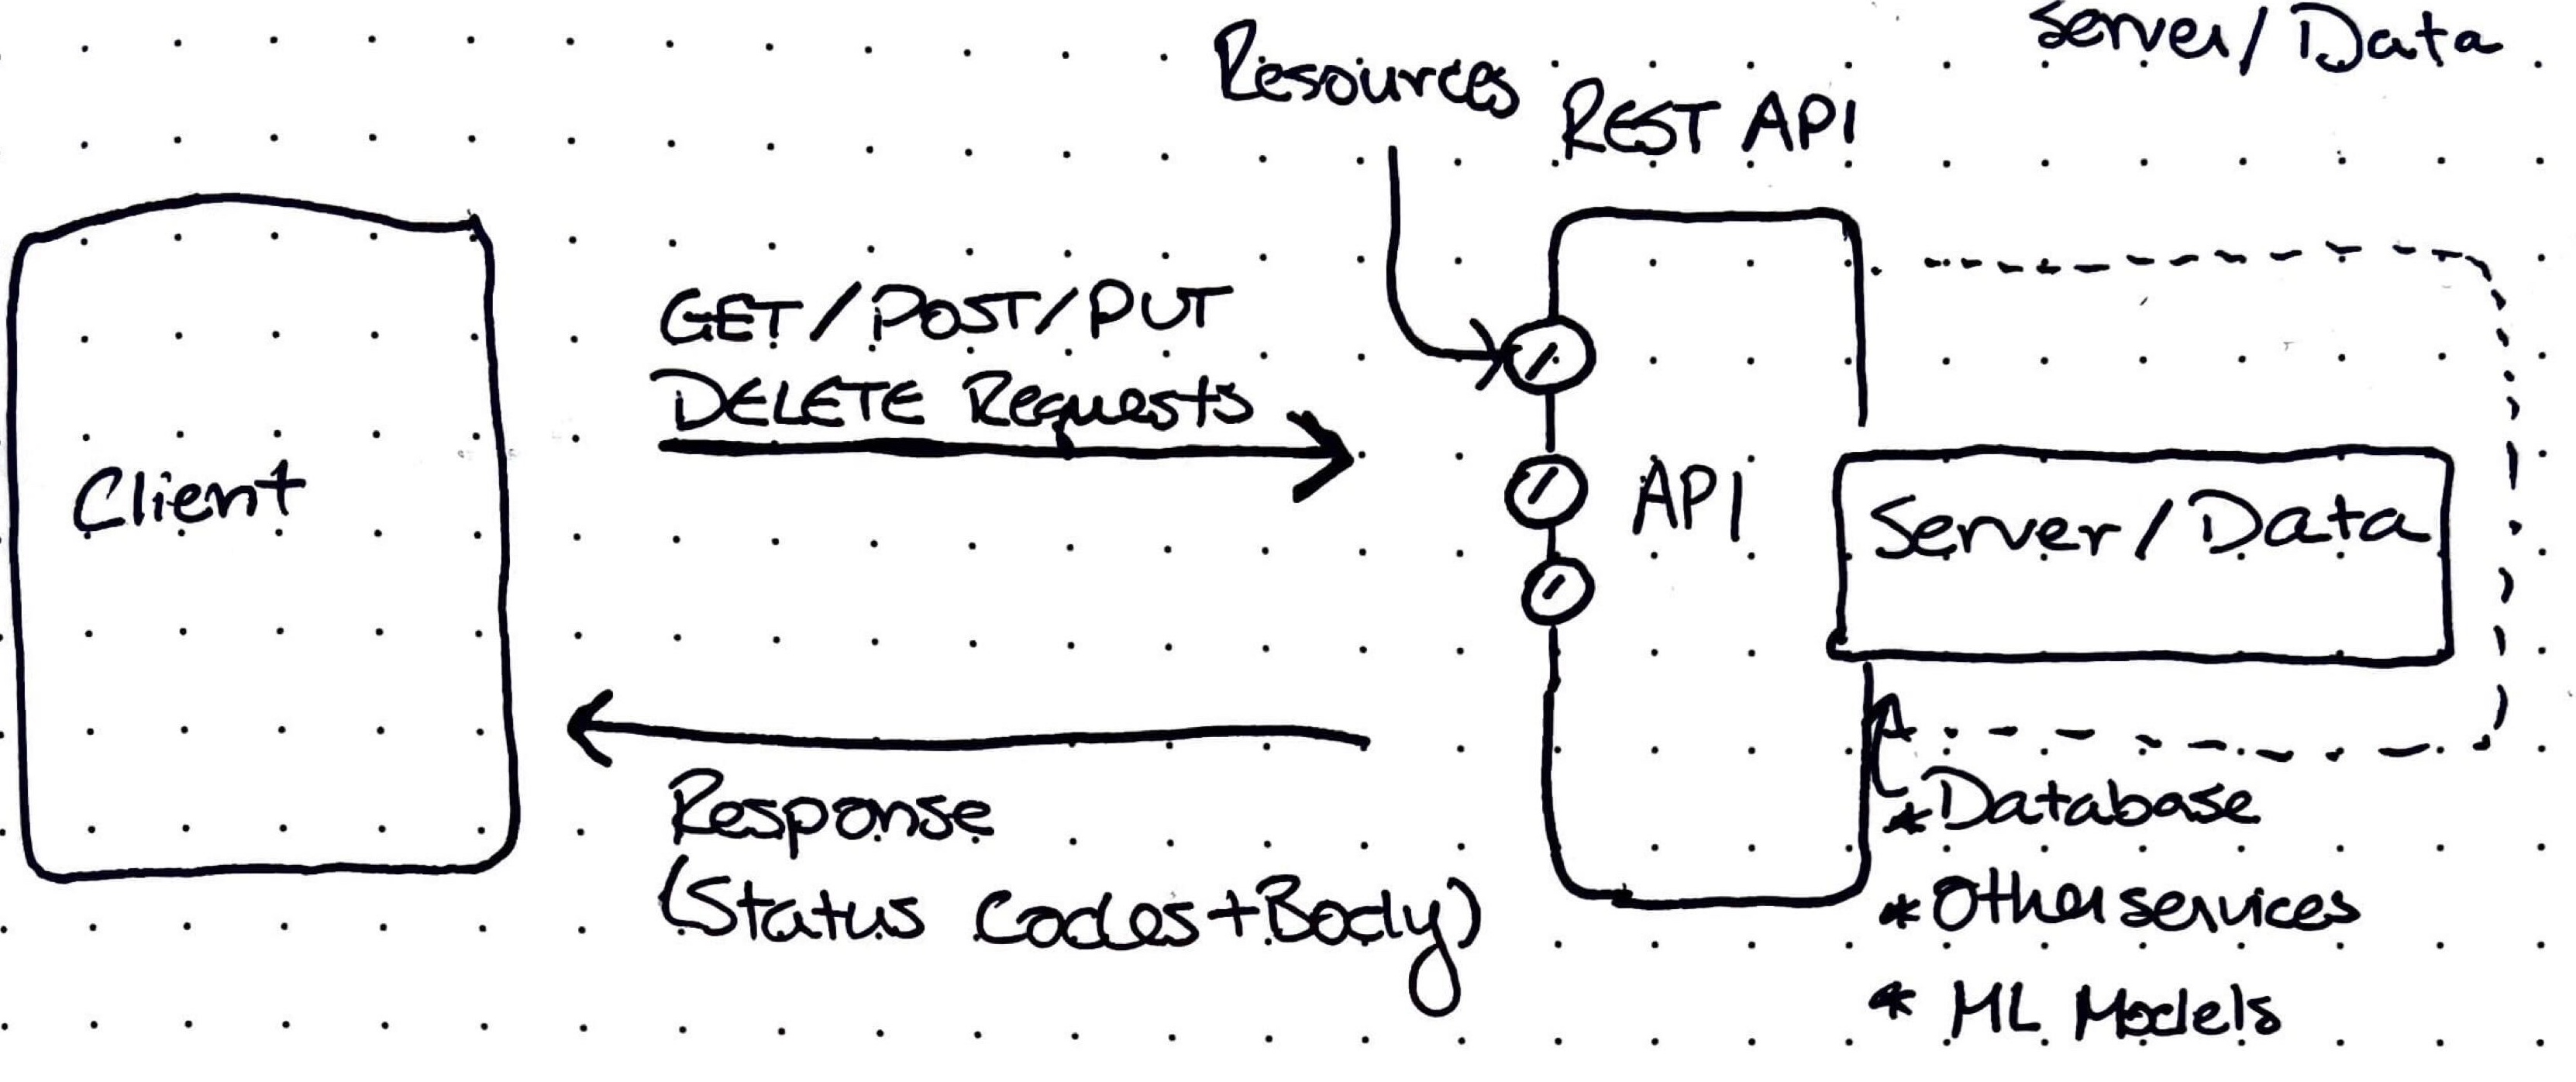 Server/Data
Resources
REST API
GET/POST/PUT
DELETE Requests
Client
API
Server/Data
Response
(Status Codes+Body)
*Database
*Other services
* ML Models